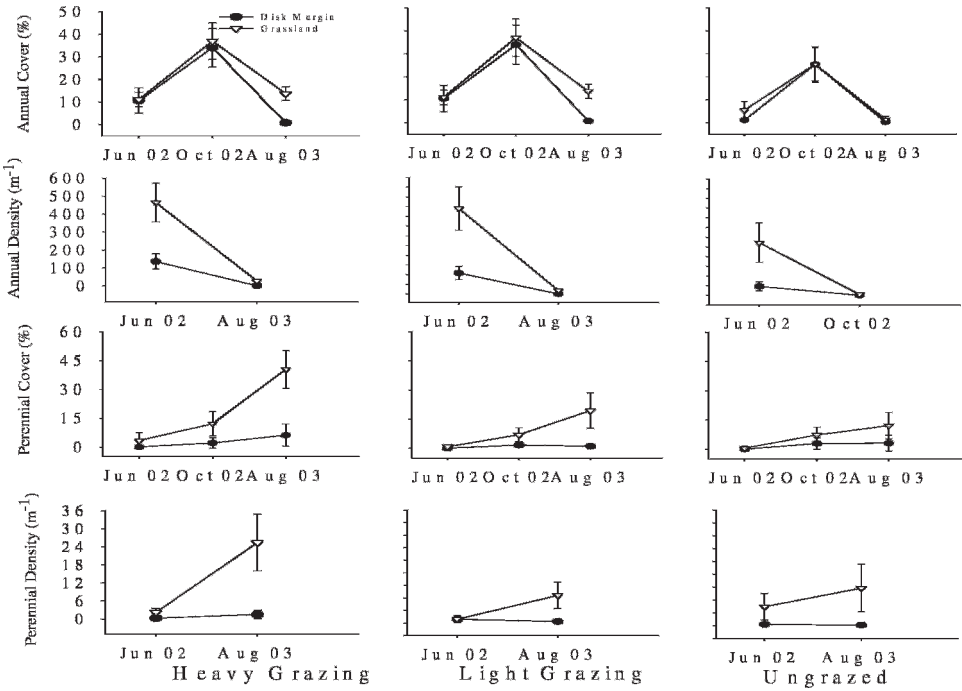 Annual Cover (%)
50
40
30
20
10
0
Disk Margin
Grassland
Jun 02 Oct 02 Aug 03
Jun 02 Oct 02 Aug 03
Jun 02 Oct 02 Aug 03
Annual Density (m-1)
600
500
400
300
200
100
0
Jun 02 Aug 03
Jun 02 Aug 03
Jun 02 Oct 02
Perennial Cover (%)
60
45
30
15
0
Jun 02 Oct 02 Aug 03
Jun 02 Oct 02 Aug 03
Jun 02 Oct 02 Aug 03
Perennial Density (m-1)
36
30
24
18
12
6
0
Jun 02 Aug 03
Jun 02 Aug 03
Jun 02 Aug 03
Heavy Grazing
Light Grazing
Ungrazed